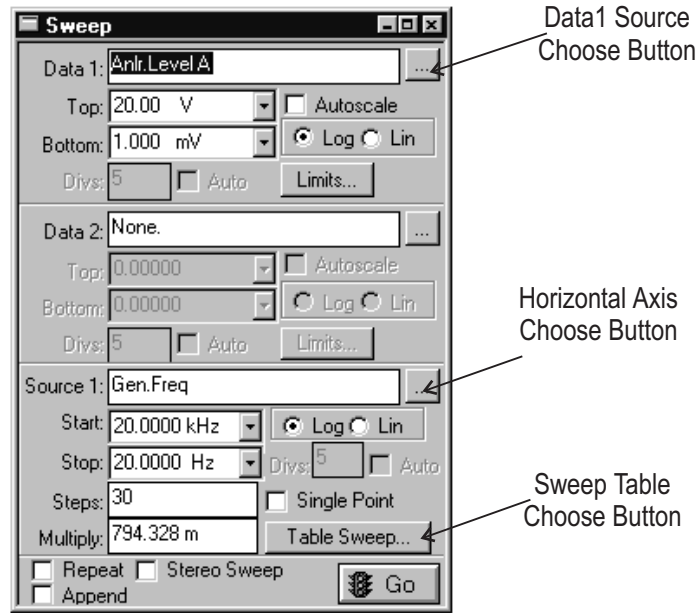 Sweep
Data1 Source
Choose Button
Data 1: Anlr.Level A ...
Top: 20.00 V Autoscale
Bottom: 1.000 mV Log Lin
Divs: 5 Auto Limits...
Data 2: None. ...
Top: 0.00000 Autoscale
Bottom: 0.00000 Log Lin
Divs: 5 Auto Limits...
Horizontal Axis
Choose Button
Source 1: Gen.Freq ...
Start: 20.0000 kHz Log Lin
Stop: 20.0000 Hz Divs: 5 Auto
Steps: 30 Single Point
Multiply: 794.328 m Table Sweep...
Sweep Table
Choose Button
Repeat Stereo Sweep
Append Go